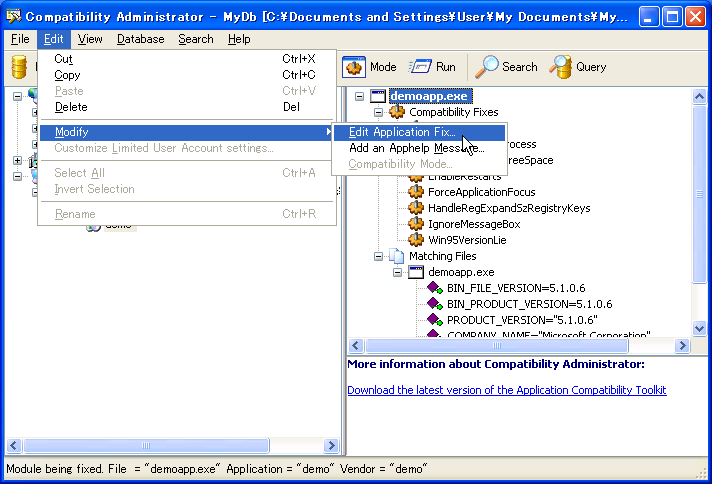 Compatibility Administrator - MyDb [C:¥Documents and Settings¥User¥My Documents¥My...
File Edit View Database Search Help
Mode Run Search Query
Cut Ctrl+X
Copy Ctrl+C
Paste Ctrl+V
Delete Del
Modify
Customize Limited User Account settings...
Select All Ctrl+A
Invert Selection
Rename Ctrl+R
demo
Edit Application Fix...
Add an Apphelp Message...
Compatibility Mode...
demoapp.exe
Compatibility Fixes
rocess
reeSpace
ForceApplicationFocus
HandleRegExpandSzRegistryKeys
IgnoreMessageBox
Win95VersionLie
Matching Files
demoapp.exe
BIN_FILE_VERSION=5.1.0.6
BIN_PRODUCT_VERSION=5.1.0.6
PRODUCT_VERSION="5.1.0.6"
COMPANY_NAME="Microsoft Corporation"
More information about Compatibility Administrator:
Download the latest version of the Application Compatibility Toolkit
Module being fixed. File = "demoapp.exe" Application = "demo" Vendor = "demo"